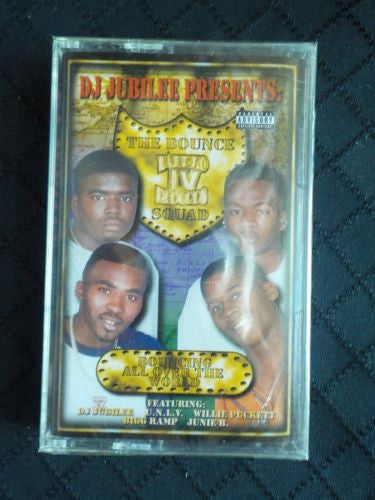 DJ JUBILEE PRESENTS:
PARENTAL
ADVISORY
EXPLICIT CONTENT
THE BOUNCE
RECORDS
SQUAD
BOUNCING
ALL OVER THE
WORLD
FEATURING:
DJ JUBILEE U.N.L.V. WILLIE PUCKETT
BIGG RAMP JUNIE B.